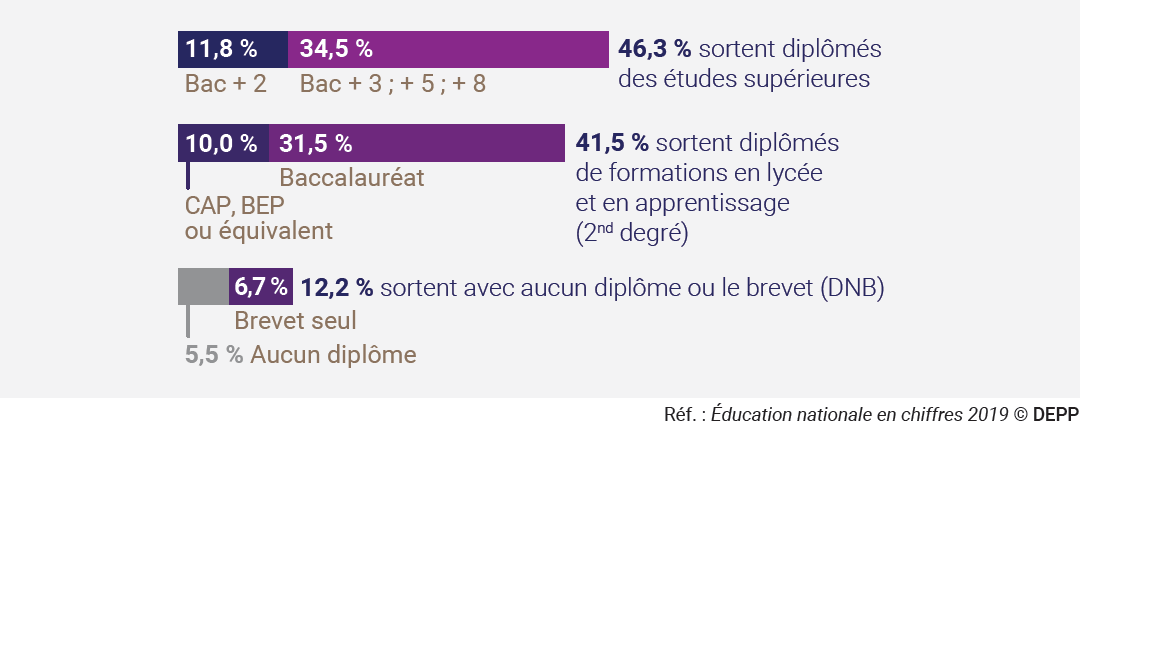 11,8 % 34,5 % 46,3 % sortent diplômés
Bac + 2 Bac + 3 ; + 5 ; + 8 des études supérieures
10,0 % 31,5 % 41,5 % sortent diplômés
Baccalauréat de formations en lycée
CAP, BEP et en apprentissage
ou équivalent (2nd degré)
6,7 % 12,2 % sortent avec aucun diplôme ou le brevet (DNB)
Brevet seul
5,5 % Aucun diplôme
Réf. : Éducation nationale en chiffres 2019 © DEPP